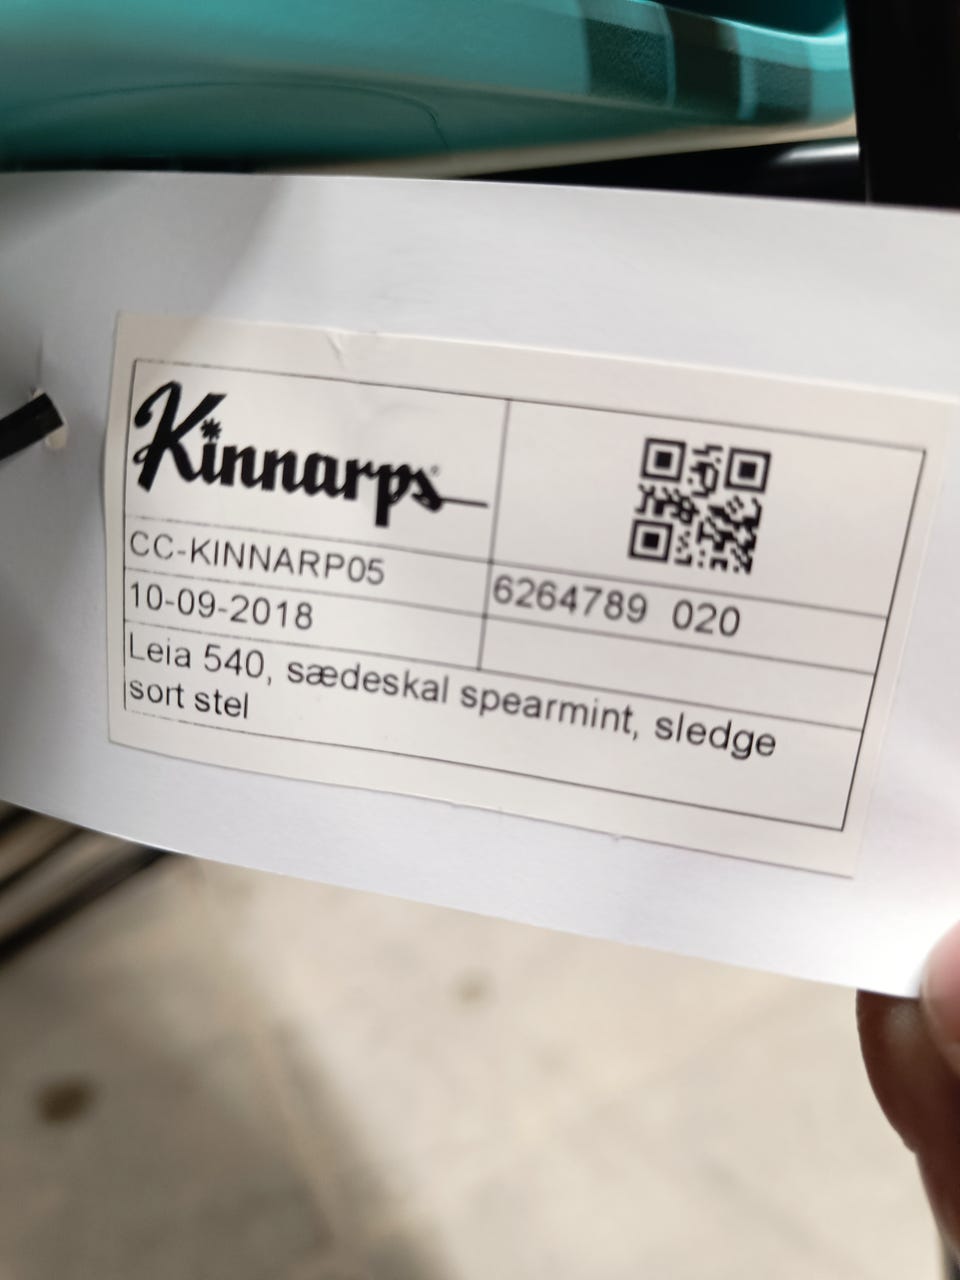 Kinnarps
CC-KINNARP05
6264789 020
10-09-2018
Leia 540, sædeskal spearmint, sledge
sort stel